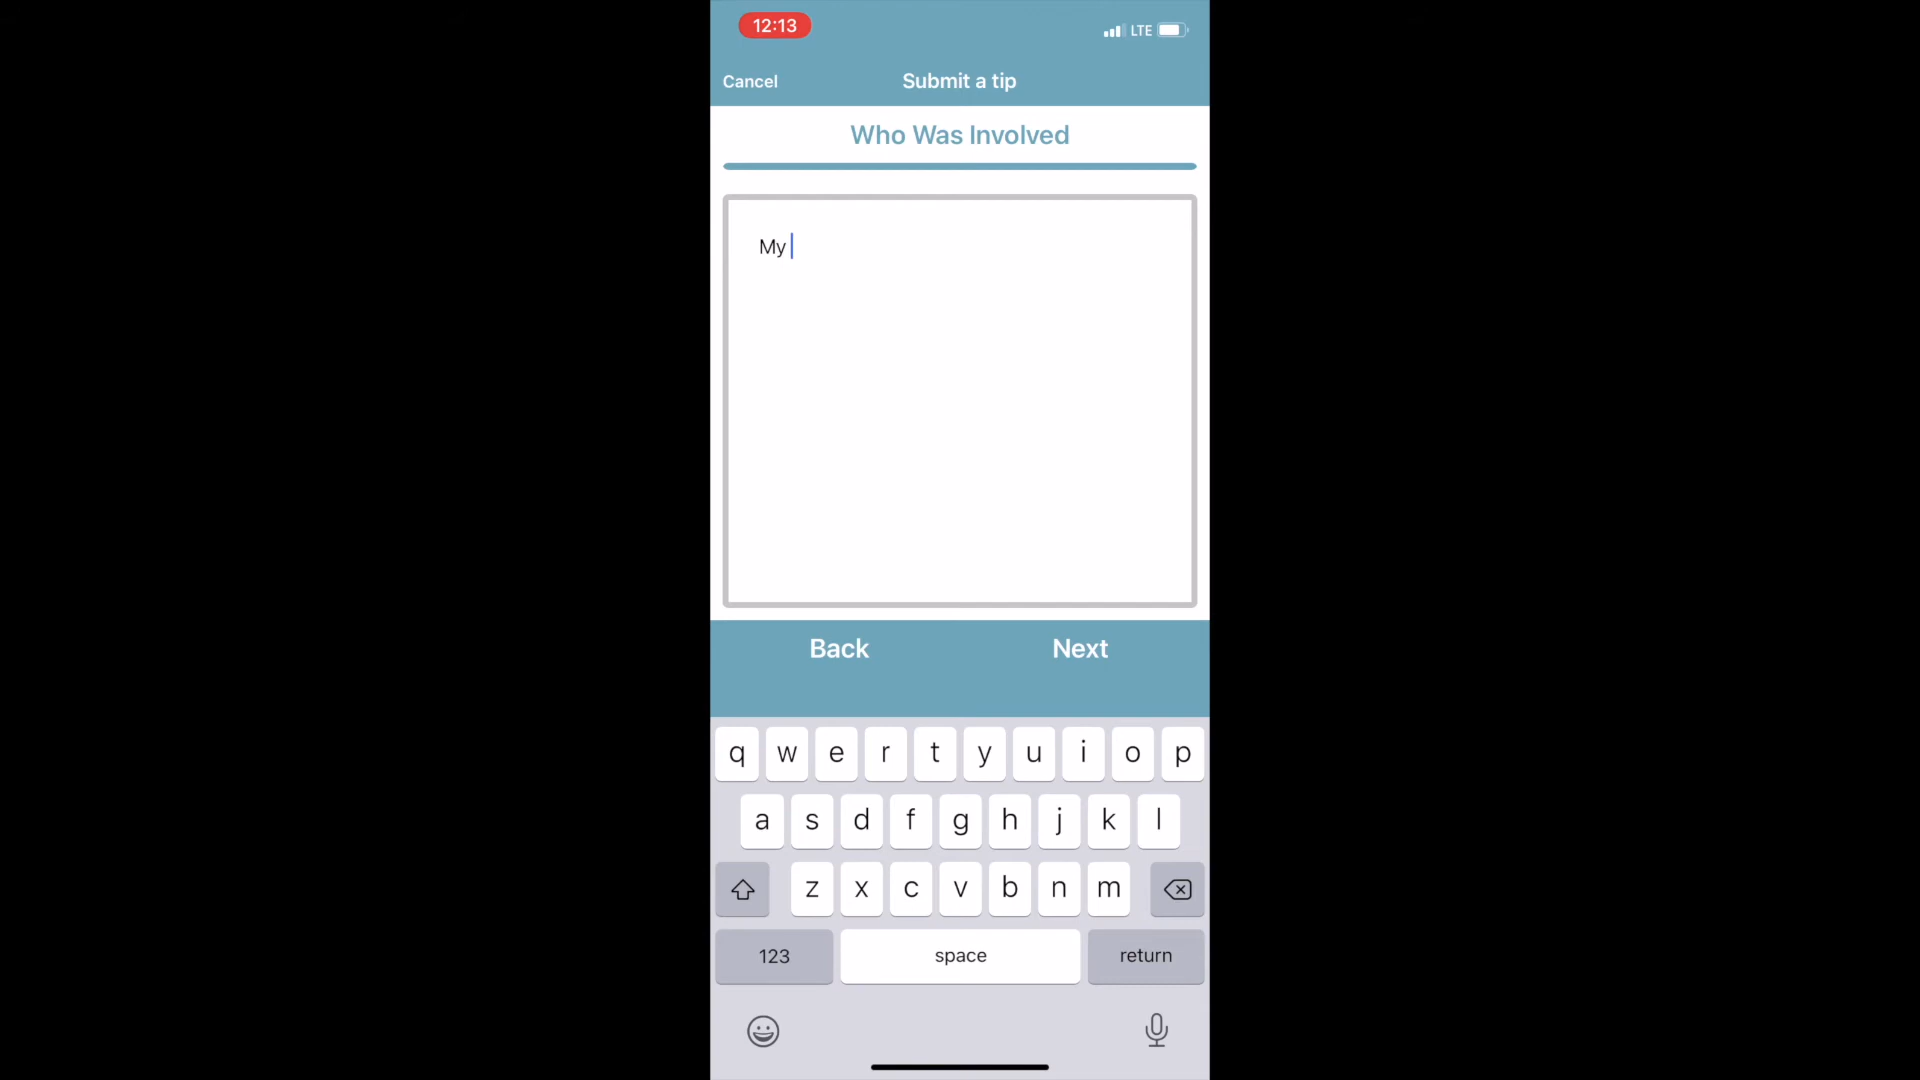 12:13
LTE
Cancel
Submit a tip
Who Was Involved
My
Back
Next
q w e r t y u i o p
a s d f g h j k l
z x c v b n m
123
space
return